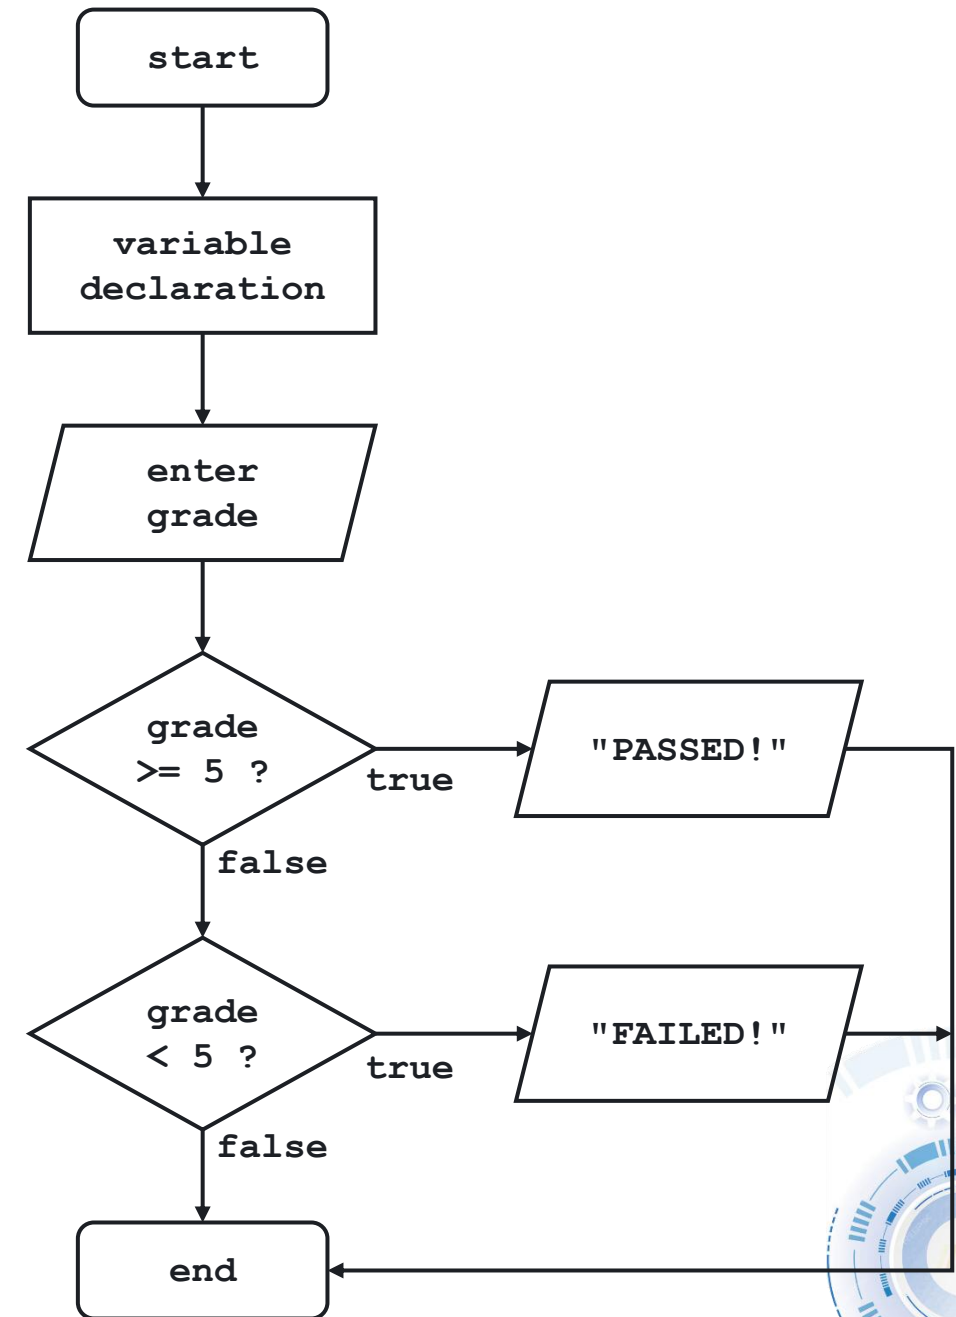 start
variable
declaration
enter
grade
grade
>= 5 ?
true
"PASSED!"
false
grade
< 5 ?
true
"FAILED!"
false
end